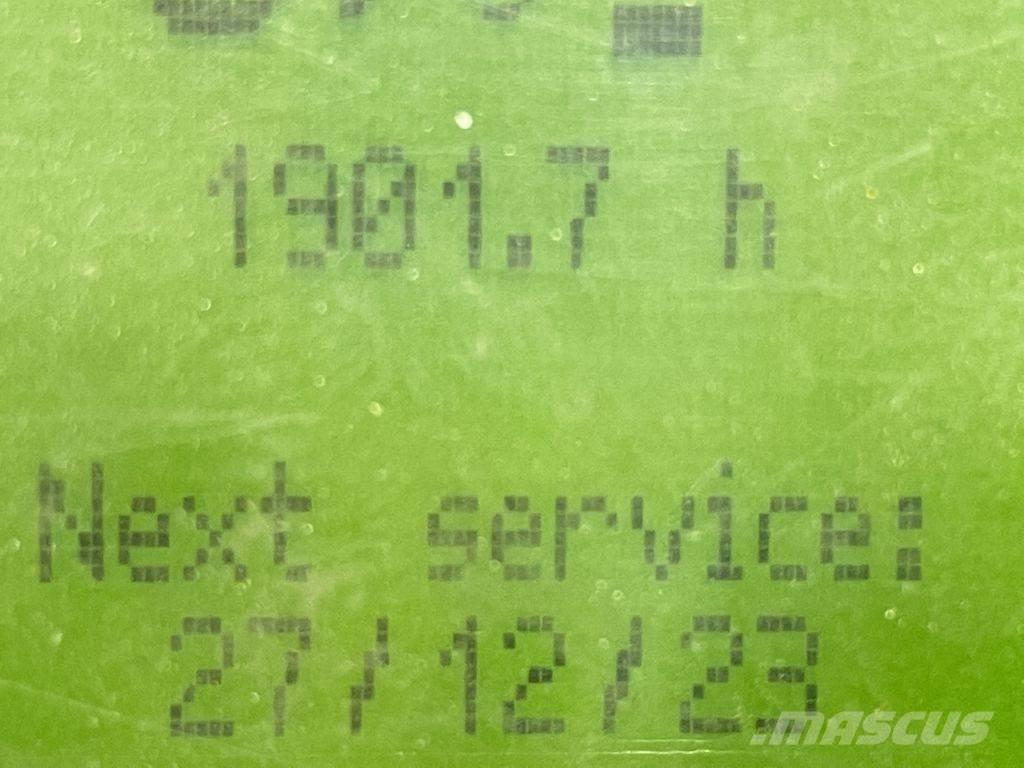 1901.7 h
Next service:
27/12/23
.MASCUS